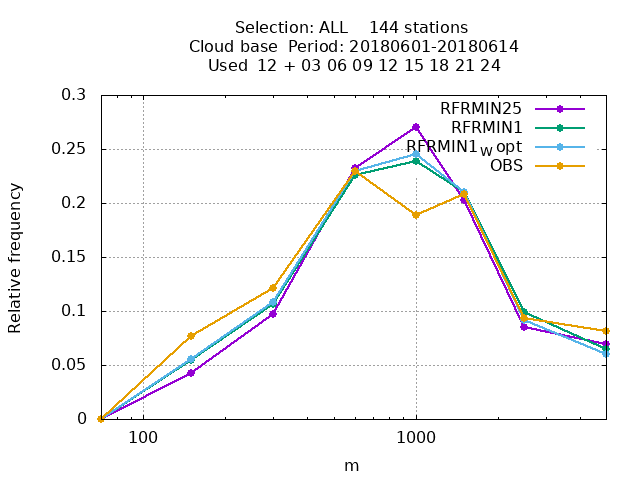 Selection: ALL    144 stations
Cloud base  Period: 20180601-20180614
Used  12 + 03 06 09 12 15 18 21 24
0.3
0.25
0.2
0.15
0.1
0.05
0
Relative frequency
RFRMIN25
RFRMIN1
RFRMIN1w opt
OBS
100
1000
m